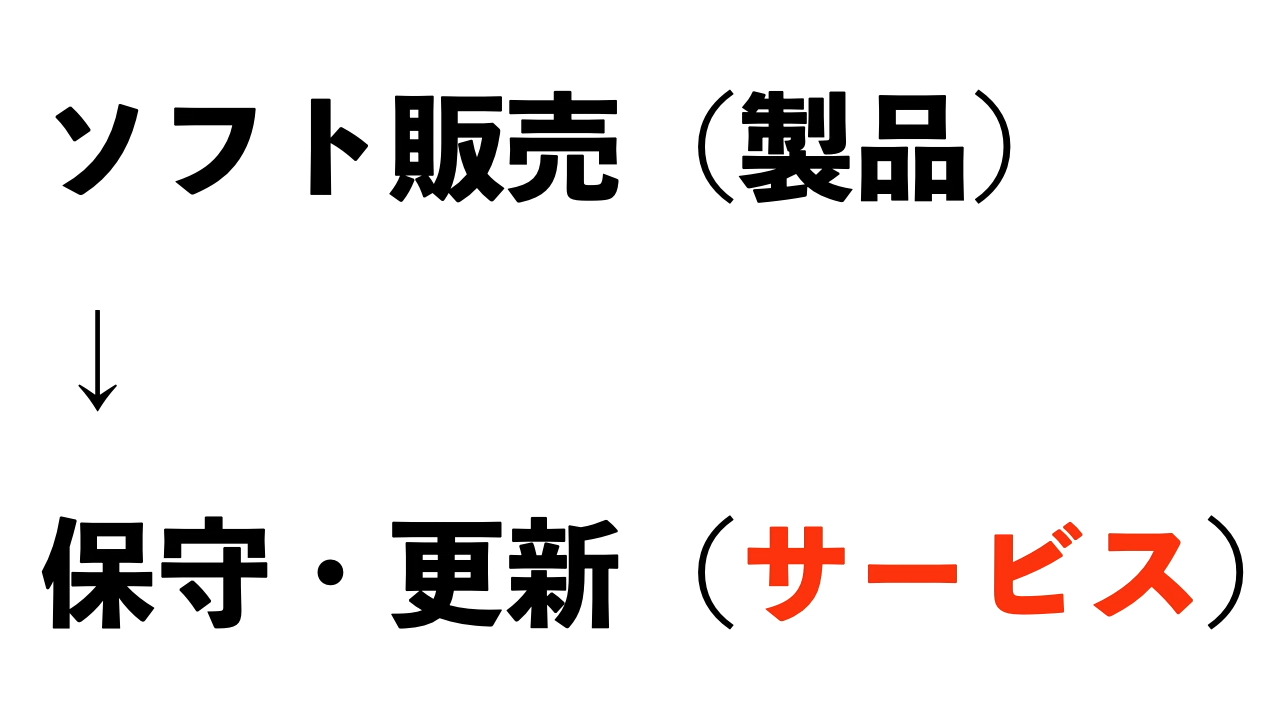 ソフト販売（製品）
↓
保守・更新（サービス）